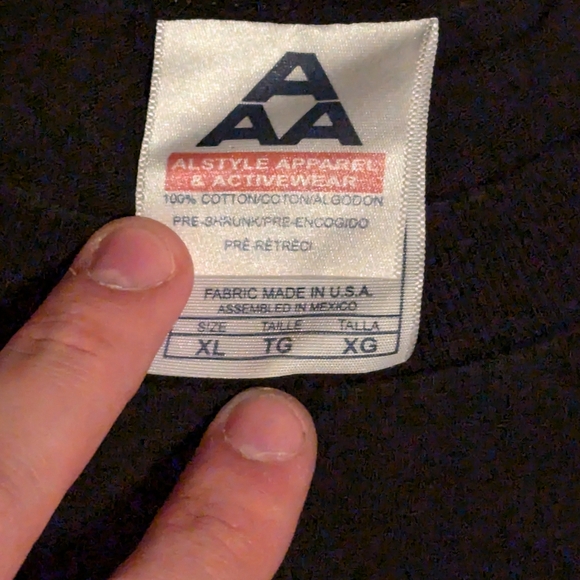 A
AA
ALSTYLE APPAREL
& ACTIVEWEAR
100% COTTON/COTON/ALGODON
PRE-SHRUNK/PRE-ENCOGIDO
PRÉ-RÉTRÉCI
FABRIC MADE IN U.S.A.
ASSEMBLED IN MEXICO
SIZE TAILLE TALLA
XL TG XG